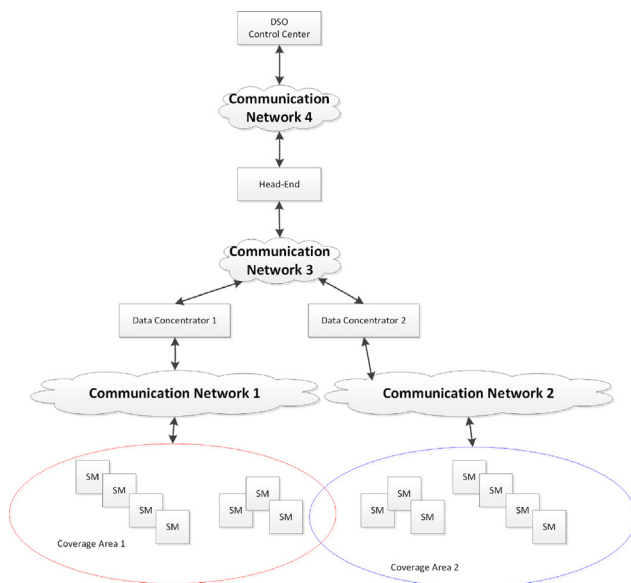 DSO
Control Center
Communication
Network 4
Head-End
Communication
Network 3
Data Concentrator 1
Data Concentrator 2
Communication Network 1
Communication Network 2
SM
SM
SM
SM
SM
SM
SM
Coverage Area 1
SM
SM
SM
SM
SM
SM
SM
Coverage Area 2